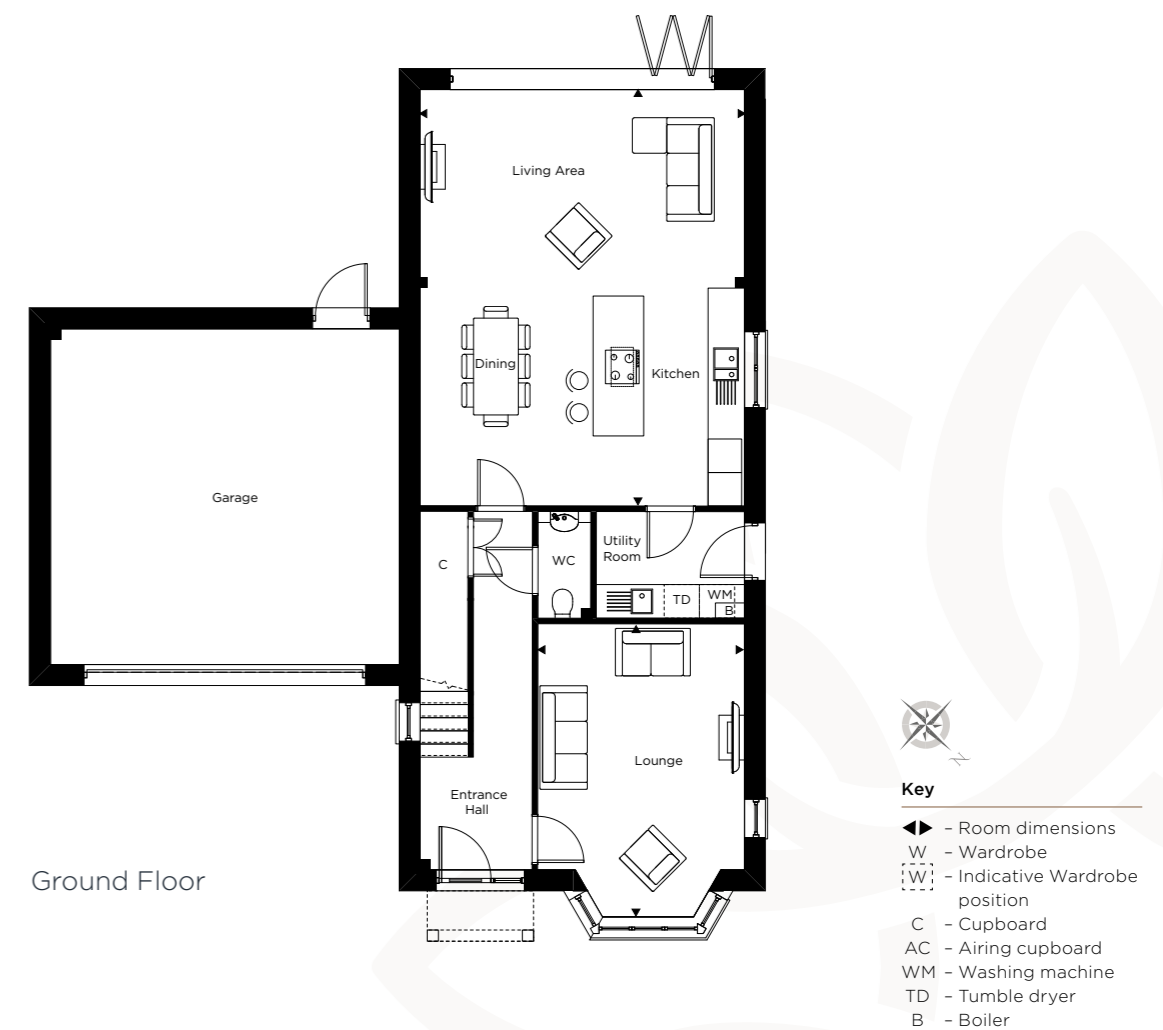 Living Area
Dining
Kitchen
Garage
C
WC
Utility
Room
TD
WM
B
Lounge
Entrance
Hall
Ground Floor
N
Key
◀▶ – Room dimensions
W – Wardrobe
W – Indicative Wardrobe
position
C – Cupboard
AC – Airing cupboard
WM – Washing machine
TD – Tumble dryer
B – Boiler